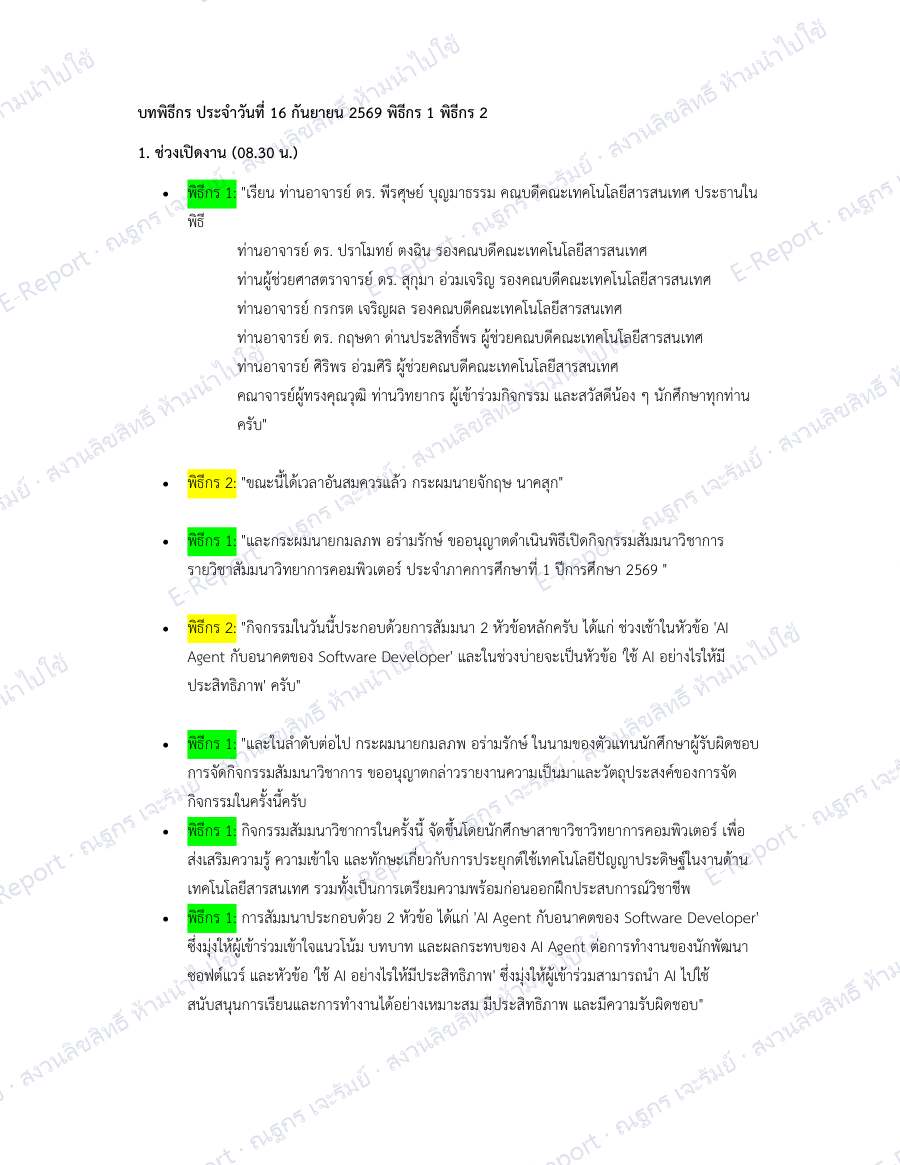 บทพิธีกร ประจำวันที่ 16 กันยายน 2569 พิธีกร 1 พิธีกร 2
1. ช่วงเปิดงาน (08.30 น.)
• พิธีกร 1: "เรียน ท่านอาจารย์ ดร. พีรศุษย์ บุญมาธรรม คณบดีคณะเทคโนโลยีสารสนเทศ ประธานใน
พิธี
ท่านอาจารย์ ดร. ปราโมทย์ ตงฉิน รองคณบดีคณะเทคโนโลยีสารสนเทศ
ท่านผู้ช่วยศาสตราจารย์ ดร. สุกุมา อ่วมเจริญ รองคณบดีคณะเทคโนโลยีสารสนเทศ
ท่านอาจารย์ กรกรต เจริญผล รองคณบดีคณะเทคโนโลยีสารสนเทศ
ท่านอาจารย์ ดร. กฤษดา ด่านประสิทธิ์พร ผู้ช่วยคณบดีคณะเทคโนโลยีสารสนเทศ
ท่านอาจารย์ ศิริพร อ่วมศิริ ผู้ช่วยคณบดีคณะเทคโนโลยีสารสนเทศ
คณาจารย์ผู้ทรงคุณวุฒิ ท่านวิทยากร ผู้เข้าร่วมกิจกรรม และสวัสดีน้อง ๆ นักศึกษาทุกท่าน
ครับ"
• พิธีกร 2: "ขณะนี้ได้เวลาอันสมควรแล้ว กระผมนายจักฤษ นาคสุก"
• พิธีกร 1: "และกระผมนายกมลภพ อร่ามรักษ์ ขออนุญาตดำเนินพิธีเปิดกิจกรรมสัมมนาวิชาการ
รายวิชาสัมมนาวิทยาการคอมพิวเตอร์ ประจำภาคการศึกษาที่ 1 ปีการศึกษา 2569 "
• พิธีกร 2: "กิจกรรมในวันนี้ประกอบด้วยการสัมมนา 2 หัวข้อหลักครับ ได้แก่ ช่วงเช้าในหัวข้อ 'AI
Agent กับอนาคตของ Software Developer' และในช่วงบ่ายจะเป็นหัวข้อ 'ใช้ AI อย่างไรให้มี
ประสิทธิภาพ' ครับ"
• พิธีกร 1: "และในลำดับต่อไป กระผมนายกมลภพ อร่ามรักษ์ ในนามของตัวแทนนักศึกษาผู้รับผิดชอบ
การจัดกิจกรรมสัมมนาวิชาการ ขออนุญาตกล่าวรายงานความเป็นมาและวัตถุประสงค์ของการจัด
กิจกรรมในครั้งนี้ครับ
• พิธีกร 1: กิจกรรมสัมมนาวิชาการในครั้งนี้ จัดขึ้นโดยนักศึกษาสาขาวิชาวิทยาการคอมพิวเตอร์ เพื่อ
ส่งเสริมความรู้ ความเข้าใจ และทักษะเกี่ยวกับการประยุกต์ใช้เทคโนโลยีปัญญาประดิษฐ์ในงานด้าน
เทคโนโลยีสารสนเทศ รวมทั้งเป็นการเตรียมความพร้อมก่อนออกฝึกประสบการณ์วิชาชีพ
• พิธีกร 1: การสัมมนาประกอบด้วย 2 หัวข้อ ได้แก่ 'AI Agent กับอนาคตของ Software Developer'
ซึ่งมุ่งให้ผู้เข้าร่วมเข้าใจแนวโน้ม บทบาท และผลกระทบของ AI Agent ต่อการทำงานของนักพัฒนา
ซอฟต์แวร์ และหัวข้อ 'ใช้ AI อย่างไรให้มีประสิทธิภาพ' ซึ่งมุ่งให้ผู้เข้าร่วมสามารถนำ AI ไปใช้
สนับสนุนการเรียนและการทำงานได้อย่างเหมาะสม มีประสิทธิภาพ และมีความรับผิดชอบ"
E-Report · ณฐกร เจะรัมย์ · สงวนลิขสิทธิ์ ห้ามนำไปใช้